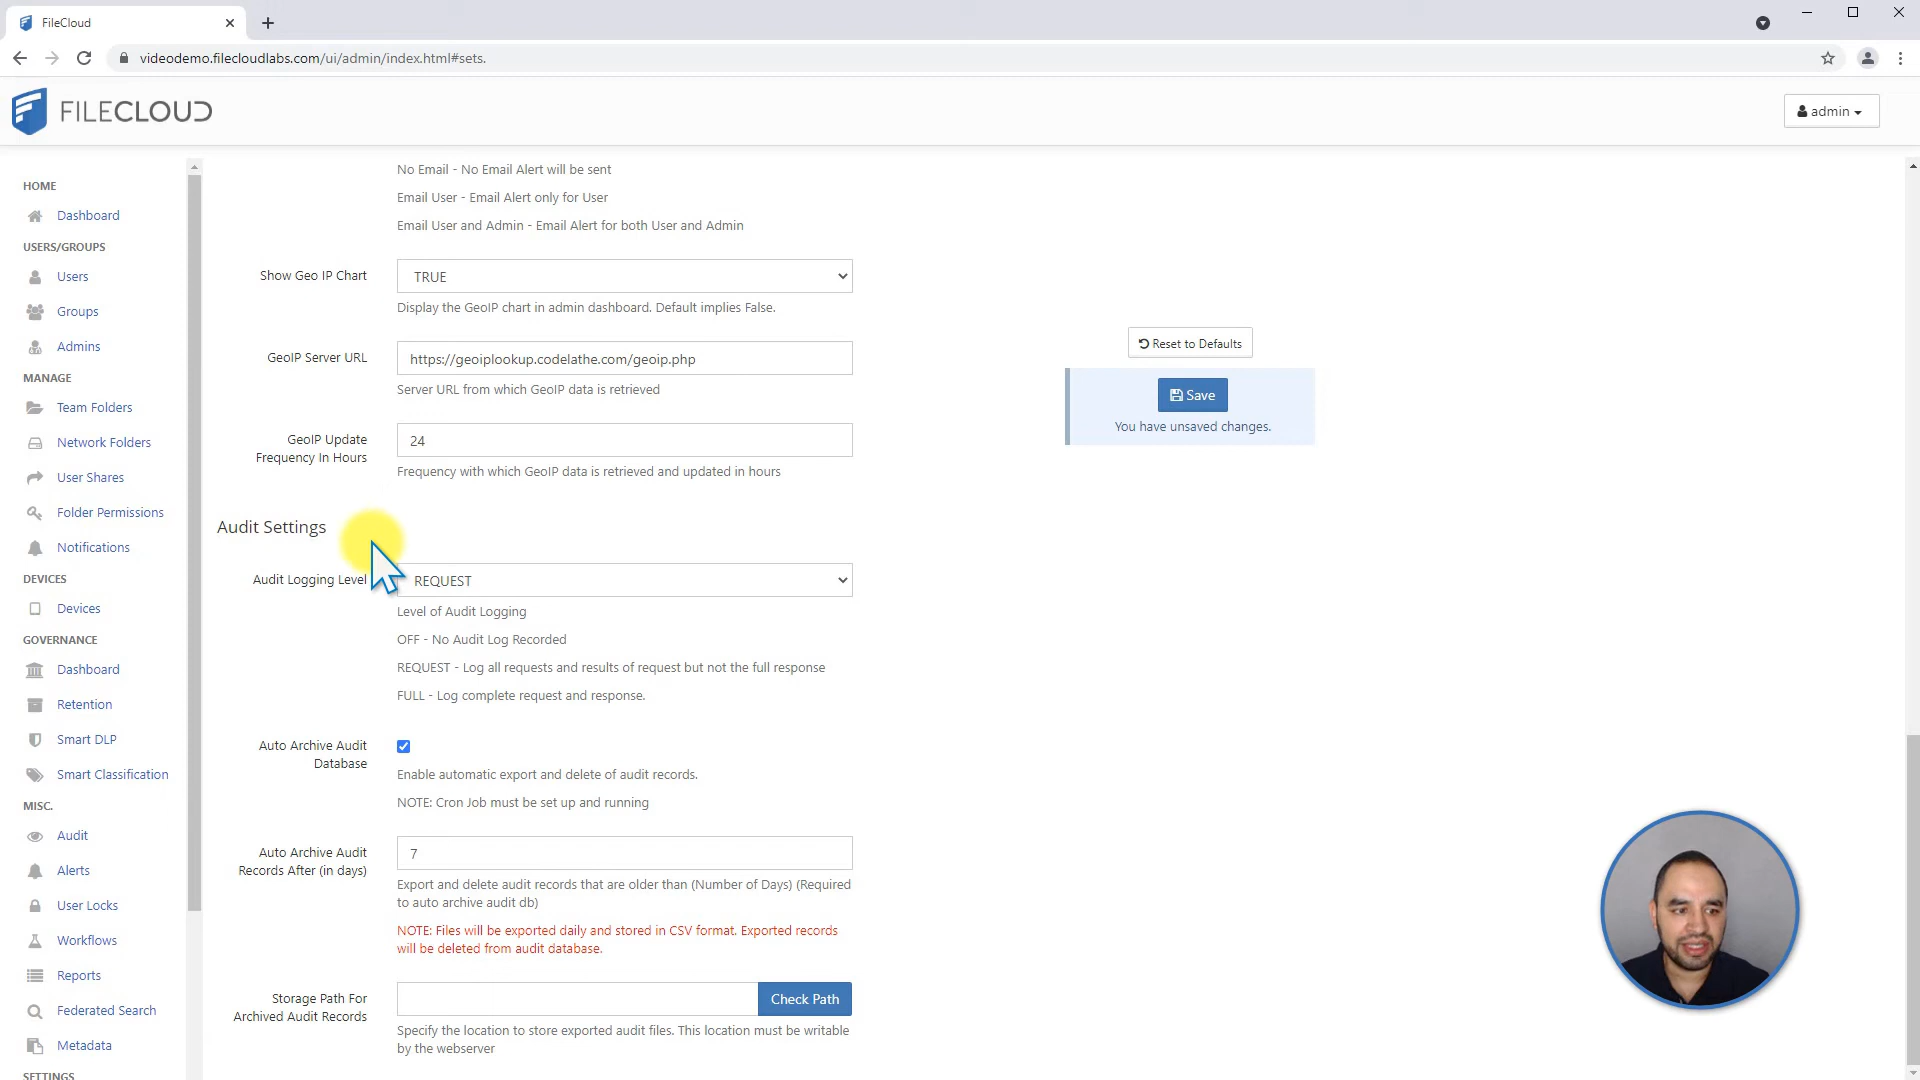 FileCloud
videodemo.filecloudlabs.com/ui/admin/index.html#sets.
FILECLOUD
admin
HOME
Dashboard
USERS/GROUPS
Users
Groups
Admins
MANAGE
Team Folders
Network Folders
User Shares
Folder Permissions
Notifications
DEVICES
Devices
GOVERNANCE
Dashboard
Retention
Smart DLP
Smart Classification
MISC.
Audit
Alerts
User Locks
Workflows
Reports
Federated Search
Metadata
SETTINGS
No Email - No Email Alert will be sent
Email User - Email Alert only for User
Email User and Admin - Email Alert for both User and Admin
Show Geo IP Chart
TRUE
Display the GeoIP chart in admin dashboard. Default implies False.
GeoIP Server URL
https://geoiplookup.codelathe.com/geoip.php
Server URL from which GeoIP data is retrieved
GeoIP Update
Frequency In Hours
24
Frequency with which GeoIP data is retrieved and updated in hours
Audit Settings
Audit Logging Level
REQUEST
Level of Audit Logging
OFF - No Audit Log Recorded
REQUEST - Log all requests and results of request but not the full response
FULL - Log complete request and response.
Auto Archive Audit
Database
Enable automatic export and delete of audit records.
NOTE: Cron Job must be set up and running
Auto Archive Audit
Records After (in days)
7
Export and delete audit records that are older than (Number of Days) (Required
to auto archive audit db)
NOTE: Files will be exported daily and stored in CSV format. Exported records
will be deleted from audit database.
Storage Path For
Archived Audit Records
Check Path
Specify the location to store exported audit files. This location must be writable
by the webserver
Reset to Defaults
Save
You have unsaved changes.